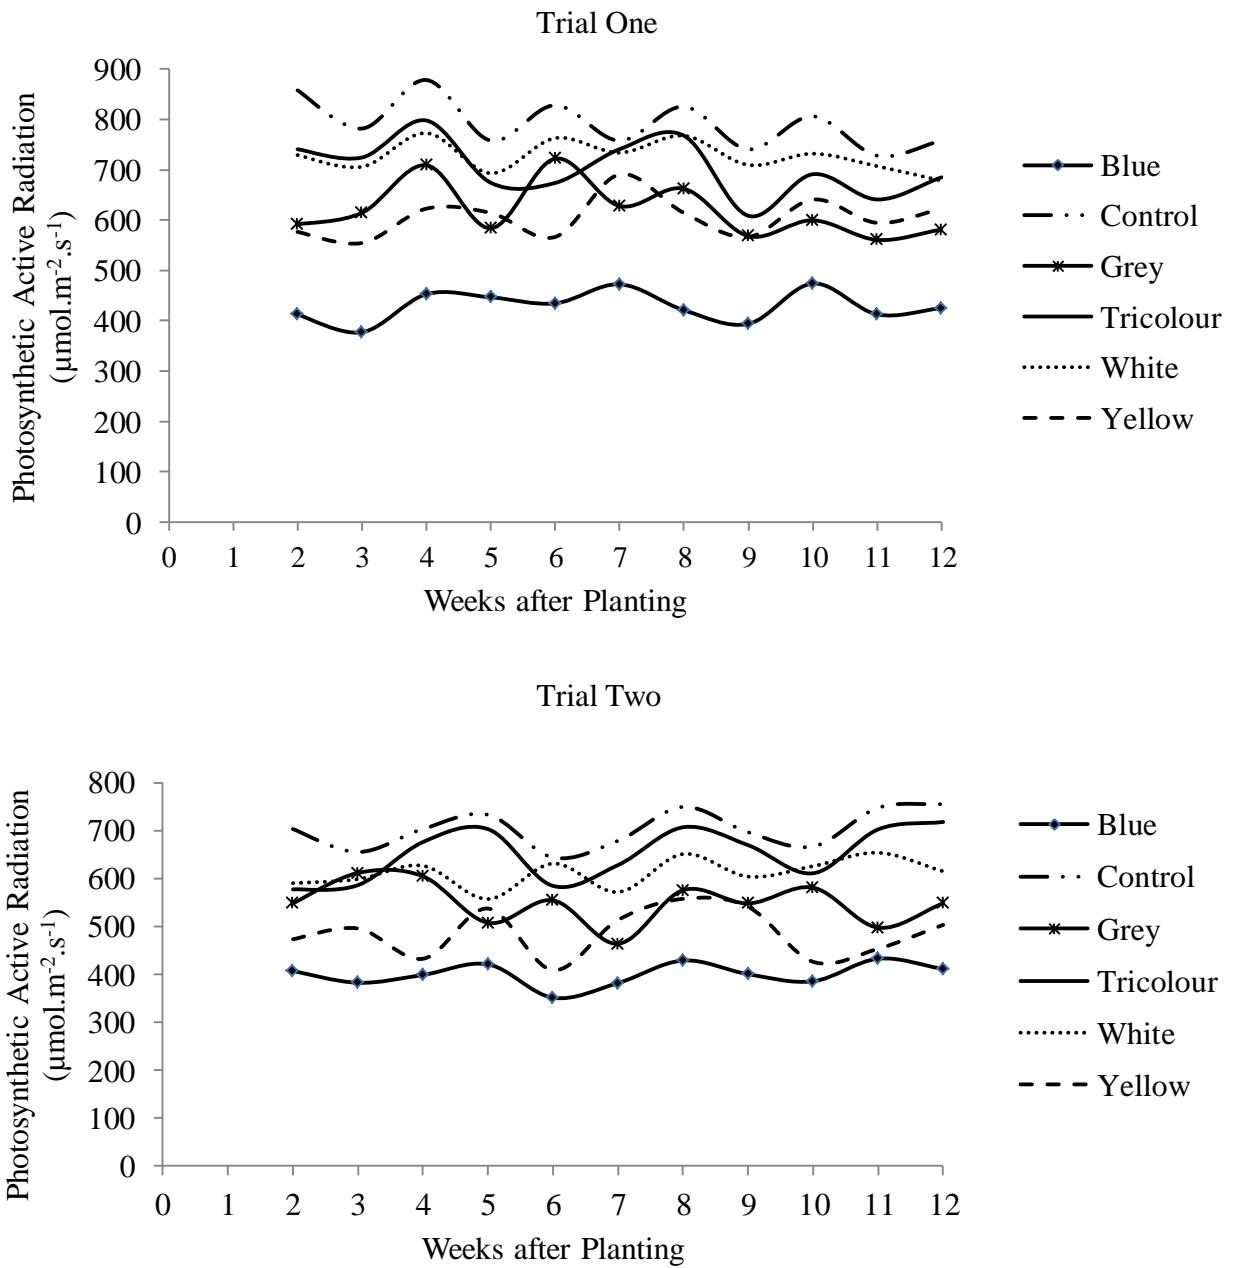 Trial One
Photosynthetic Active Radiation
(µmol.m-2.s-1)
900
800
700
600
500
400
300
200
100
0
0 1 2 3 4 5 6 7 8 9 10 11 12
Weeks after Planting
Blue
Control
Grey
Tricolour
White
Yellow
Trial Two
Photosynthetic Active Radiation
(µmol.m-2.s-1)
800
700
600
500
400
300
200
100
0
0 1 2 3 4 5 6 7 8 9 10 11 12
Weeks after Planting
Blue
Control
Grey
Tricolour
White
Yellow